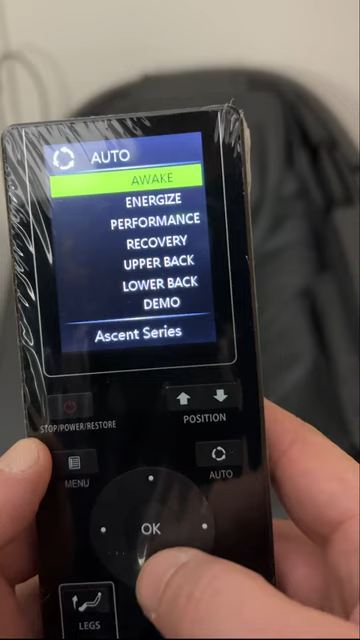 AUTO
AWAKE
ENERGIZE
PERFORMANCE
RECOVERY
UPPER BACK
LOWER BACK
DEMO
Ascent Series
STOP/POWER/RESTORE
POSITION
MENU
AUTO
OK
LEGS